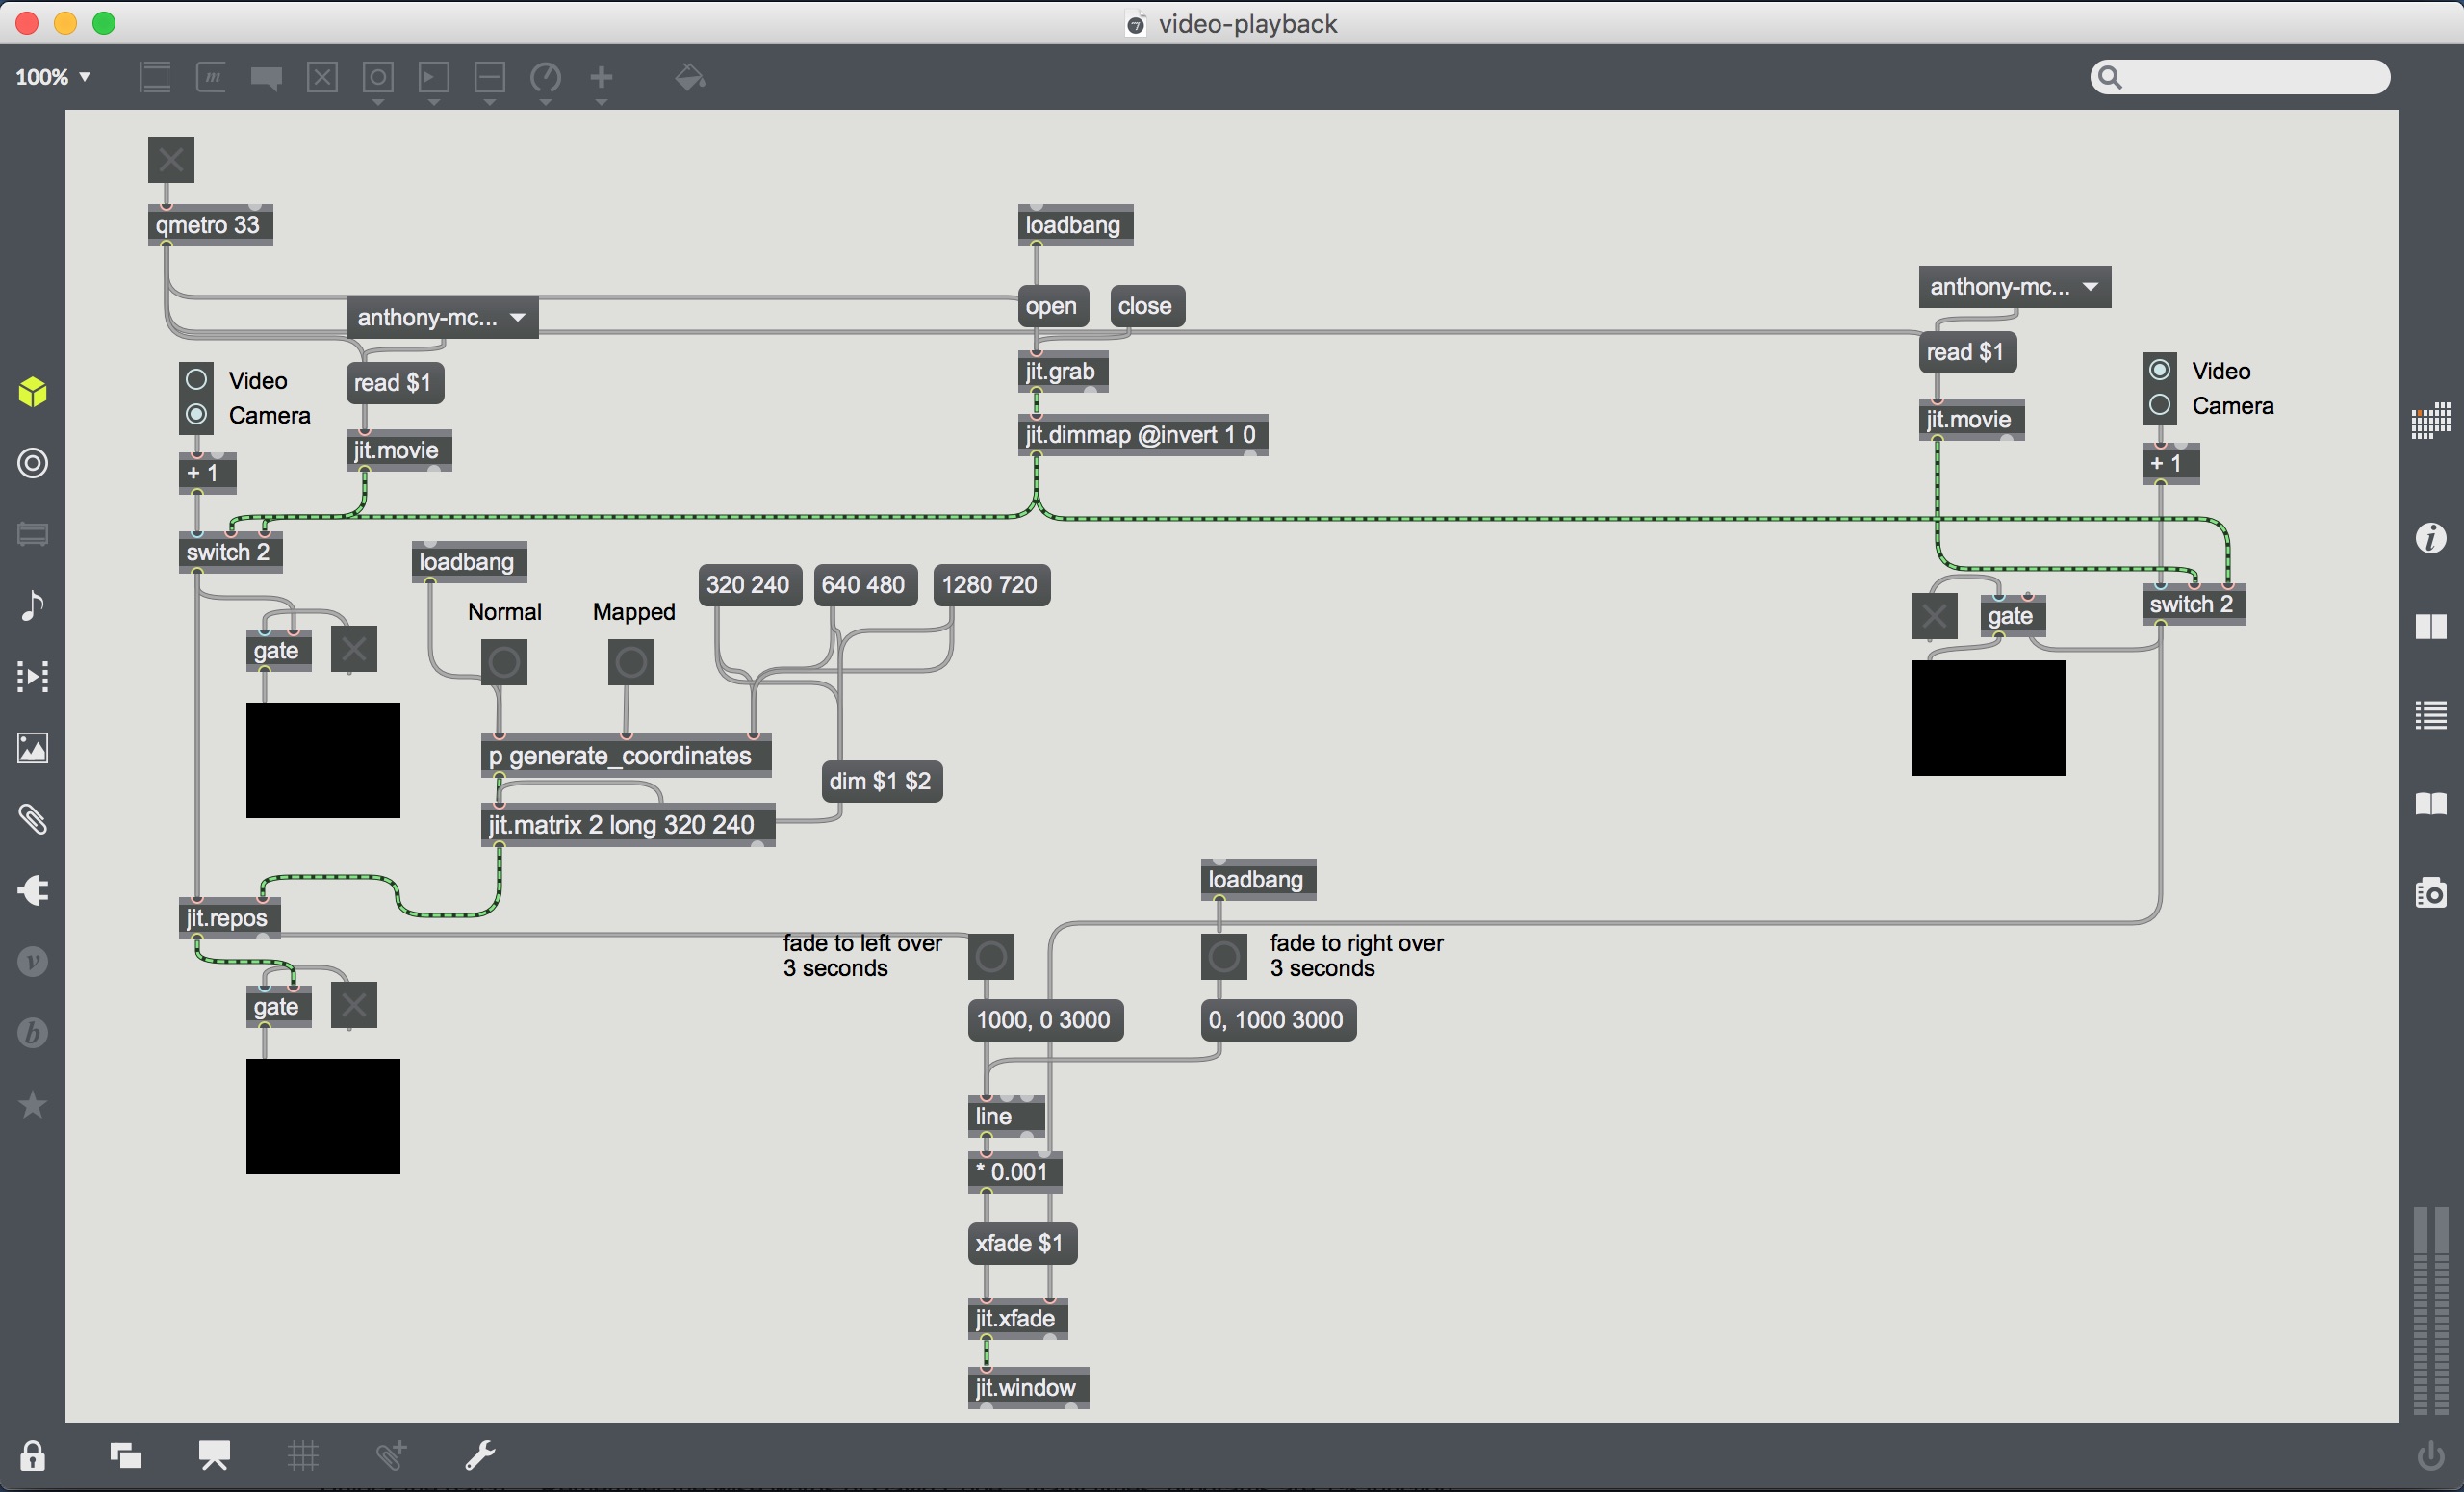 video-playback
100%
m
qmetro 33
loadbang
anthony-mc...
open
close
anthony-mc...
read $1
Video
Camera
read $1
jit.grab
Video
Camera
jit.movie
jit.dimmap @invert 1 0
jit.movie
+ 1
+ 1
switch 2
loadbang
320 240
640 480
1280 720
Normal
Mapped
gate
gate
switch 2
p generate_coordinates
dim $1 $2
jit.matrix 2 long 320 240
loadbang
jit.repos
fade to left over
3 seconds
fade to right over
3 seconds
gate
1000, 0 3000
0, 1000 3000
line
* 0.001
xfade $1
jit.xfade
jit.window
i
v
b